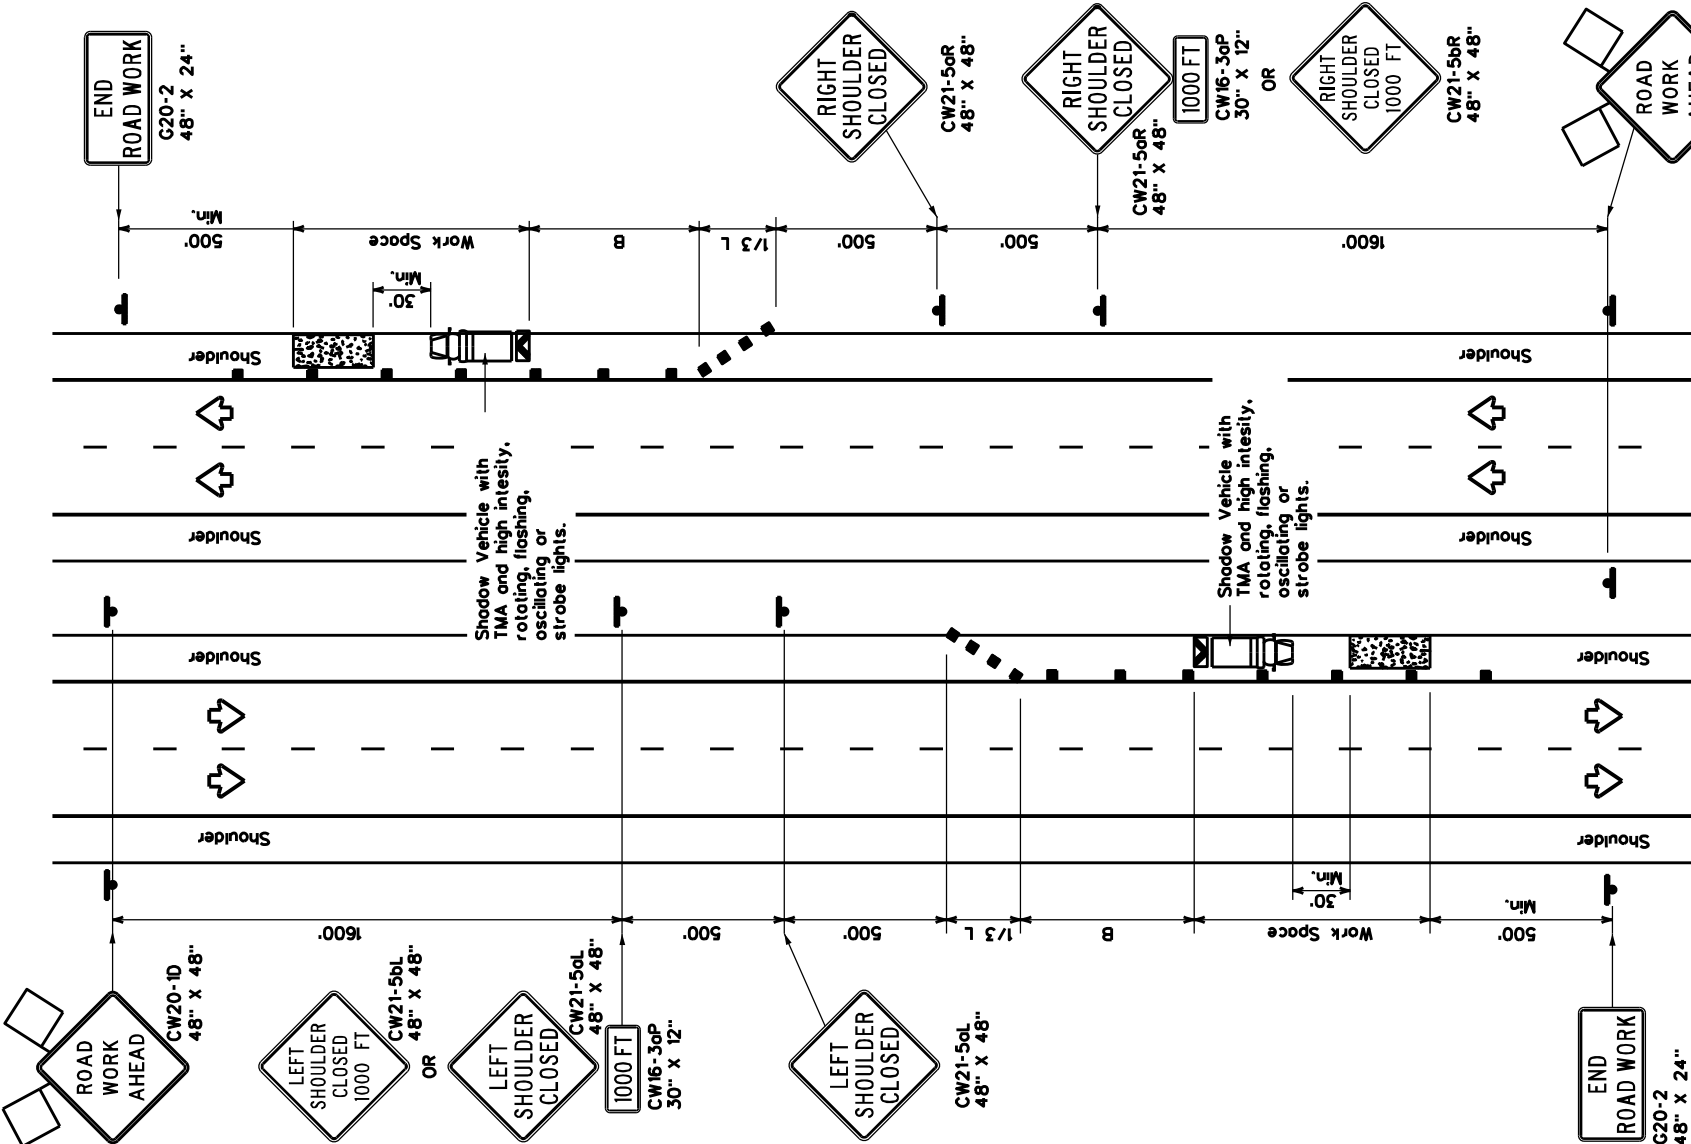 END
ROAD WORK
G20-2
48" X 24"
RIGHT
SHOULDER
CLOSED
CW21-5aR
48" X 48"
RIGHT
SHOULDER
CLOSED
CW21-5aR
48" X 48"
1000 FT
CW16-3aP
30" X 12"
OR
RIGHT
SHOULDER
CLOSED
1000 FT
CW21-5bR
48" X 48"
ROAD
WORK
500'
Min.
Work Space
B
1/3 L
500'
500'
1600'
30'
Min.
Shoulder
Shoulder
Shadow Vehicle with
TMA and high intesity,
rotating, flashing,
oscillating or
strobe lights.
Shadow Vehicle with
TMA and high intesity,
rotating, flashing,
oscillating or
strobe lights.
Shoulder
Shoulder
Shoulder
Shoulder
Shoulder
Shoulder
1600'
500'
500'
1/3 L
B
Work Space
30'
Min.
500'
Min.
ROAD
WORK
AHEAD
CW20-1D
48" X 48"
LEFT
SHOULDER
CLOSED
1000 FT
CW21-5bL
48" X 48"
OR
LEFT
SHOULDER
CLOSED
CW21-5aL
48" X 48"
1000 FT
CW16-3aP
30" X 12"
LEFT
SHOULDER
CLOSED
CW21-5aL
48" X 48"
END
ROAD WORK
G20-2
48" X 24"